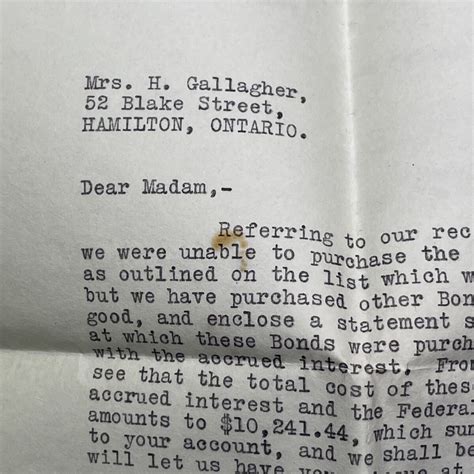 Mrs. H. Gallagher,
52 Blake Street,
HAMILTON, ONTARIO.
Dear Madam,-
Referring to our rec
we were unable to purchase the
as outlined on the list which w
but we have purchased other Bon
good, and enclose a statement s
at which these Bonds were purch
with the accrued interest. From
see that the total cost of thes
accrued interest and the Federal
amounts to $10,241.44, which sum
to your account, and we shall be
will let us have you